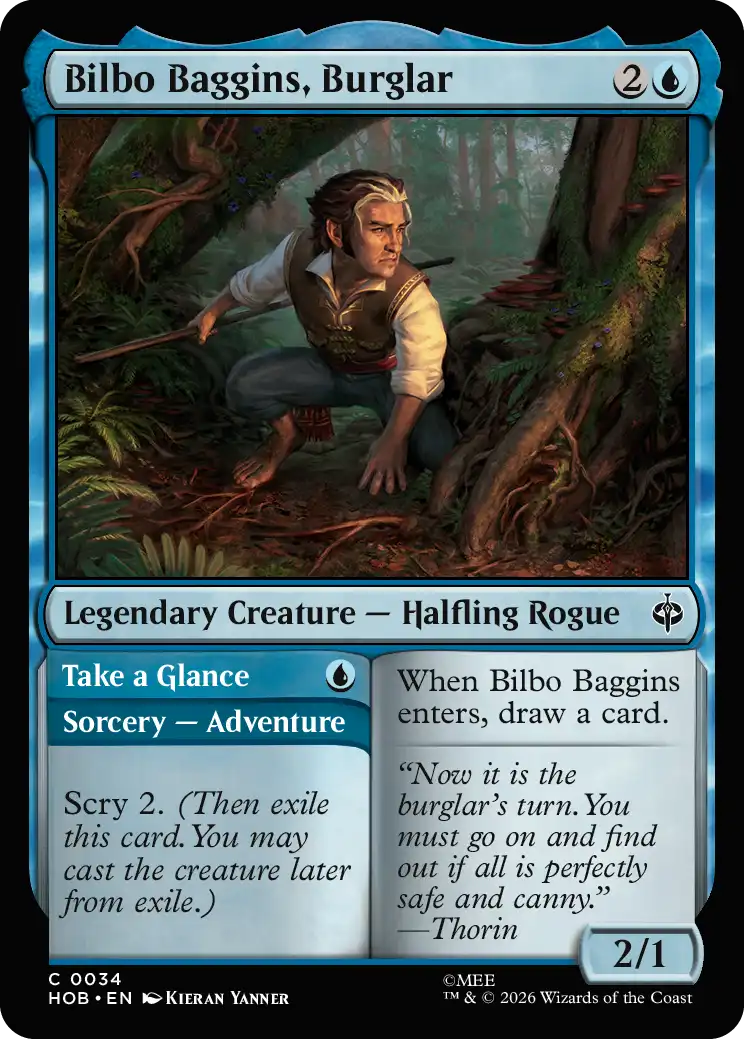 Bilbo Baggins, Burglar 2
Legendary Creature — Halfling Rogue
Take a Glance
Sorcery — Adventure
Scry 2. (Then exile
this card. You may
cast the creature later
from exile.)
When Bilbo Baggins
enters, draw a card.
“Now it is the
burglar’s turn. You
must go on and find
out if all is perfectly
safe and canny.”
—Thorin
2/1
C 0034
HOB • EN KIERAN YANNER
©MEE
™ & © 2026 Wizards of the Coast